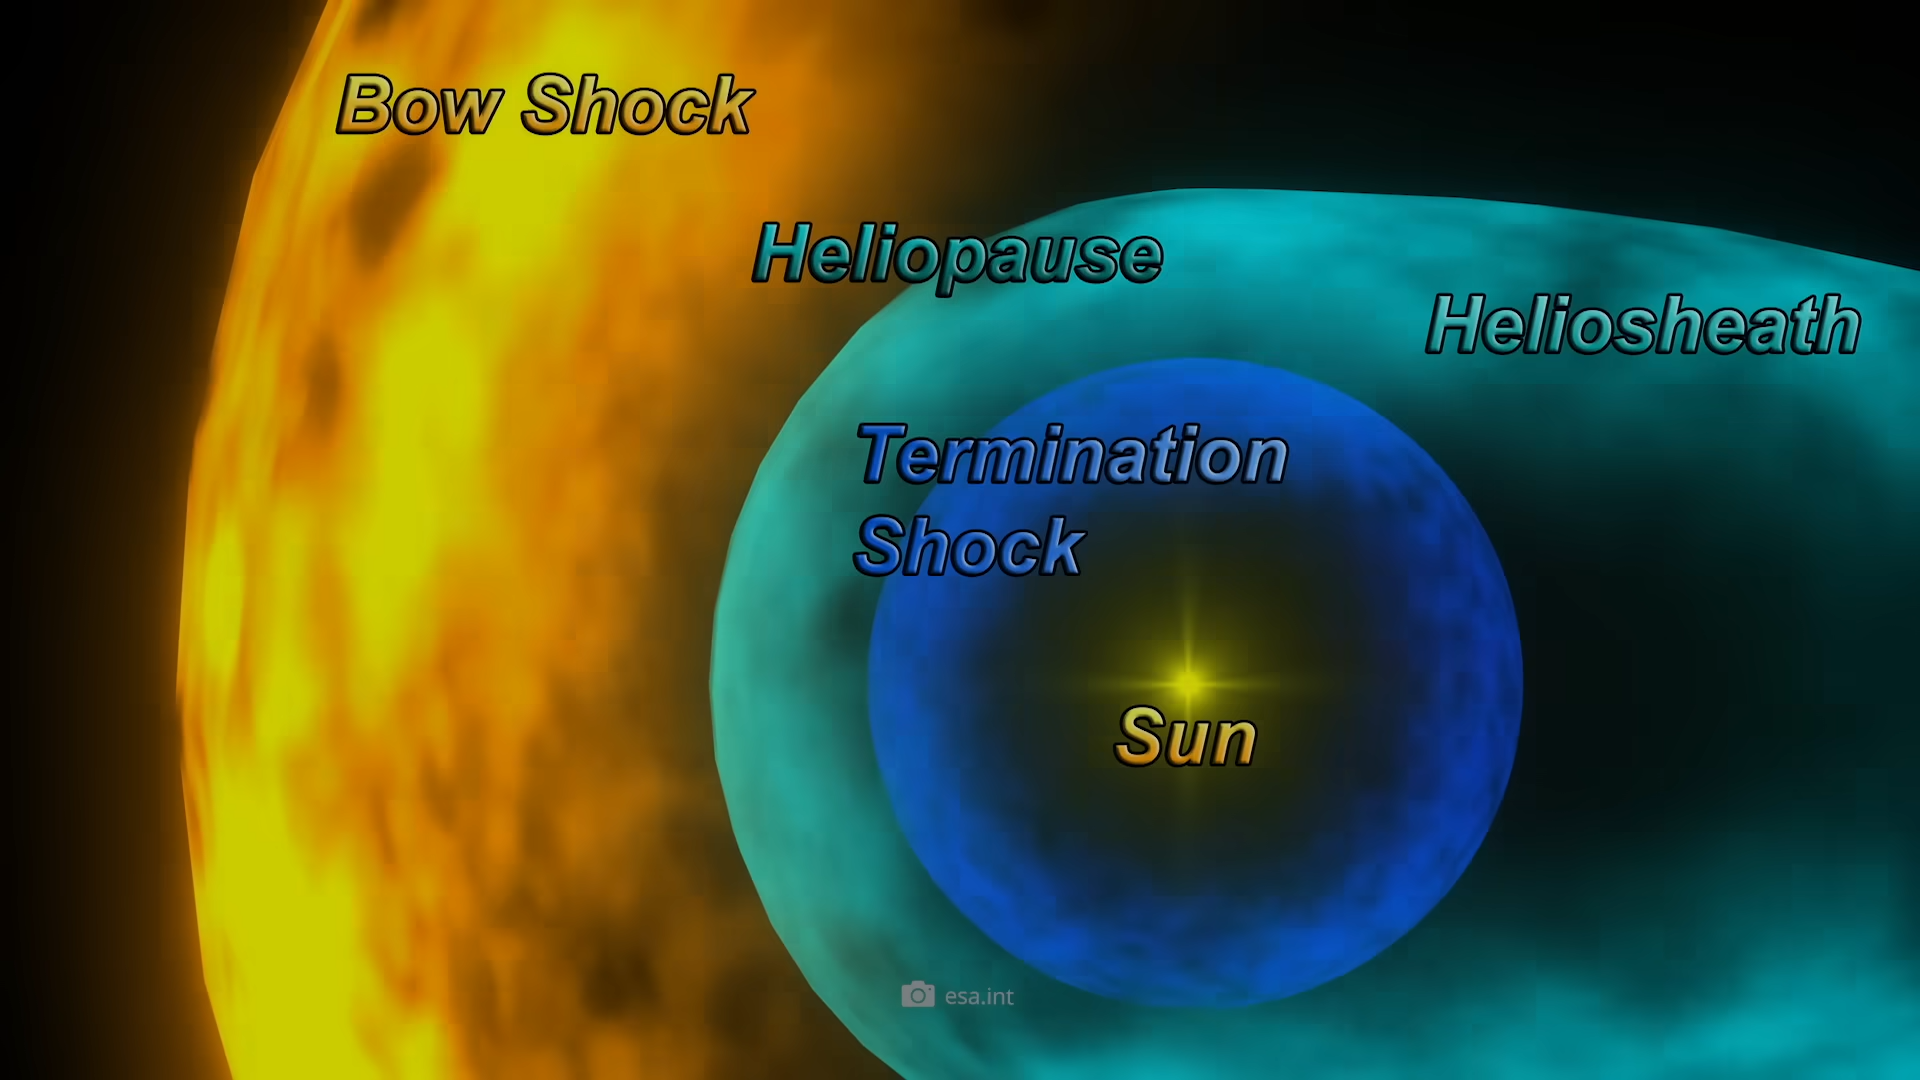 Bow Shock
Heliopause
Heliosheath
Termination
Shock
Sun
esa.int